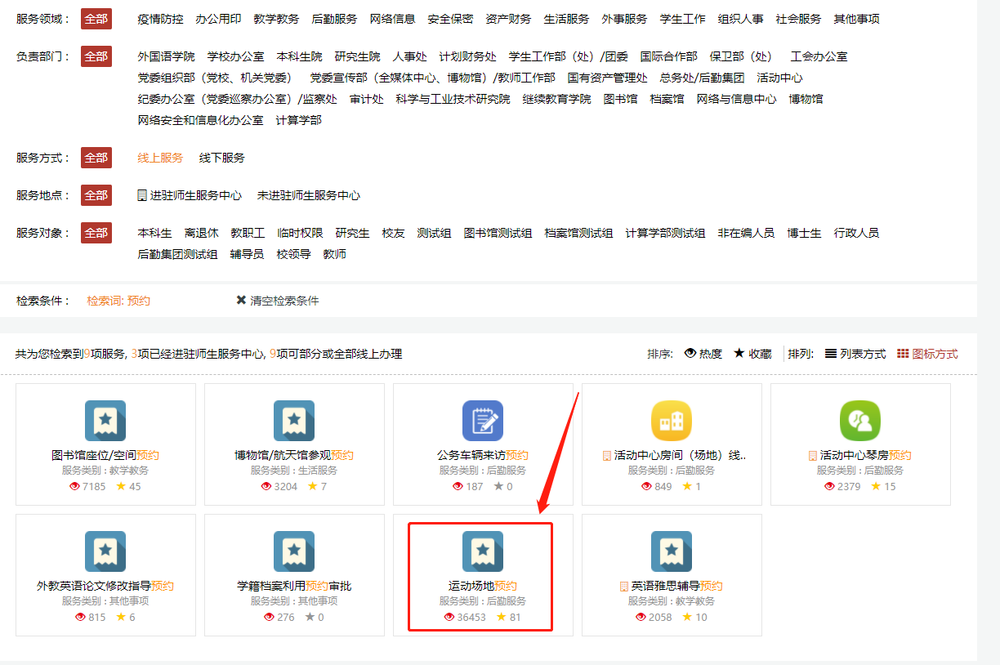 服务领域： 全部 疫情防控 办公用印 教学教务 后勤服务 网络信息 安全保密 资产财务 生活服务 外事服务 学生工作 组织人事 社会服务 其他事项
负责部门： 全部 外国语学院 学校办公室 本科生院 研究生院 人事处 计划财务处 学生工作部（处）/团委 国际合作部 保卫部（处） 工会办公室
党委组织部（党校、机关党委） 党委宣传部（全媒体中心、博物馆）/教师工作部 国有资产管理处 总务处/后勤集团 活动中心
纪委办公室（党委巡察办公室）/监察处 审计处 科学与工业技术研究院 继续教育学院 图书馆 档案馆 网络与信息中心 博物馆
网络安全和信息化办公室 计算学部
服务方式： 全部 线上服务 线下服务
服务地点： 全部 进驻师生服务中心 未进驻师生服务中心
服务对象： 全部 本科生 离退休 教职工 临时权限 研究生 校友 测试组 图书馆测试组 档案馆测试组 计算学部测试组 非在编人员 博士生 行政人员
后勤集团测试组 辅导员 校领导 教师
检索条件： 检索词: 预约 ✖ 清空检索条件
共为您检索到9项服务, 3项已经进驻师生服务中心, 9项可部分或全部线上办理 排序: 热度 ★ 收藏 排列: 列表方式 图标方式
图书馆座位/空间预约 博物馆/航天馆参观预约 公务车辆来访预约 活动中心房间（场地）线.. 活动中心琴房预约
服务类别 : 教学教务 服务类别 : 生活服务 服务类别 : 后勤服务 服务类别 : 后勤服务 服务类别 : 后勤服务
7185 ★ 45 3204 ★ 7 187 ★ 0 849 ★ 1 2379 ★ 15
外教英语论文修改指导预约 学籍档案利用预约审批 运动场地预约 英语雅思辅导预约
服务类别 : 其他事项 服务类别 : 其他事项 服务类别 : 后勤服务 服务类别 : 教学教务
815 ★ 6 276 ★ 0 36453 ★ 81 2058 ★ 10